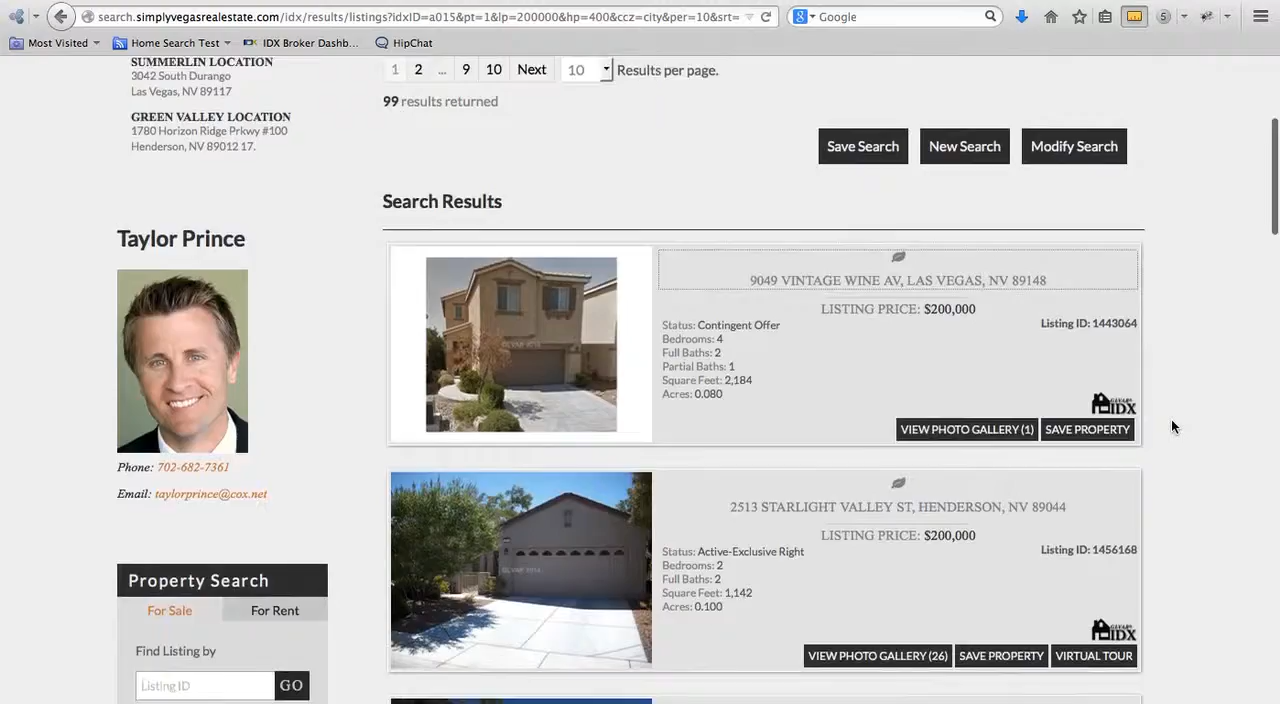 search.simplyvegasrealestate.com/idx/results/listings?idxID=a015&pt=1&lp=200000&hp=400&ccz=city&per=10&srt=
Google
5
Most Visited
Home Search Test
IDX Broker Dashb...
HipChat
SUMMERLIN LOCATION
3042 South Durango
Las Vegas, NV 89117
GREEN VALLEY LOCATION
1780 Horizon Ridge Prkwy #100
Henderson, NV 89012 17.
Taylor Prince
Phone: 702-682-7361
Email: taylorprince@cox.net
Property Search
For Sale
For Rent
Find Listing by
Listing ID
GO
1 2 ... 9 10 Next 10 Results per page.
99 results returned
Save Search
New Search
Modify Search
Search Results
9049 VINTAGE WINE AV, LAS VEGAS, NV 89148
LISTING PRICE: $200,000
Status: Contingent Offer
Listing ID: 1443064
Bedrooms: 4
Full Baths: 2
Partial Baths: 1
Square Feet: 2,184
Acres: 0.080
IDX
VIEW PHOTO GALLERY (1)
SAVE PROPERTY
2513 STARLIGHT VALLEY ST, HENDERSON, NV 89044
LISTING PRICE: $200,000
Status: Active-Exclusive Right
Listing ID: 1456168
Bedrooms: 2
Full Baths: 2
Square Feet: 1,142
Acres: 0.100
IDX
VIEW PHOTO GALLERY (26)
SAVE PROPERTY
VIRTUAL TOUR